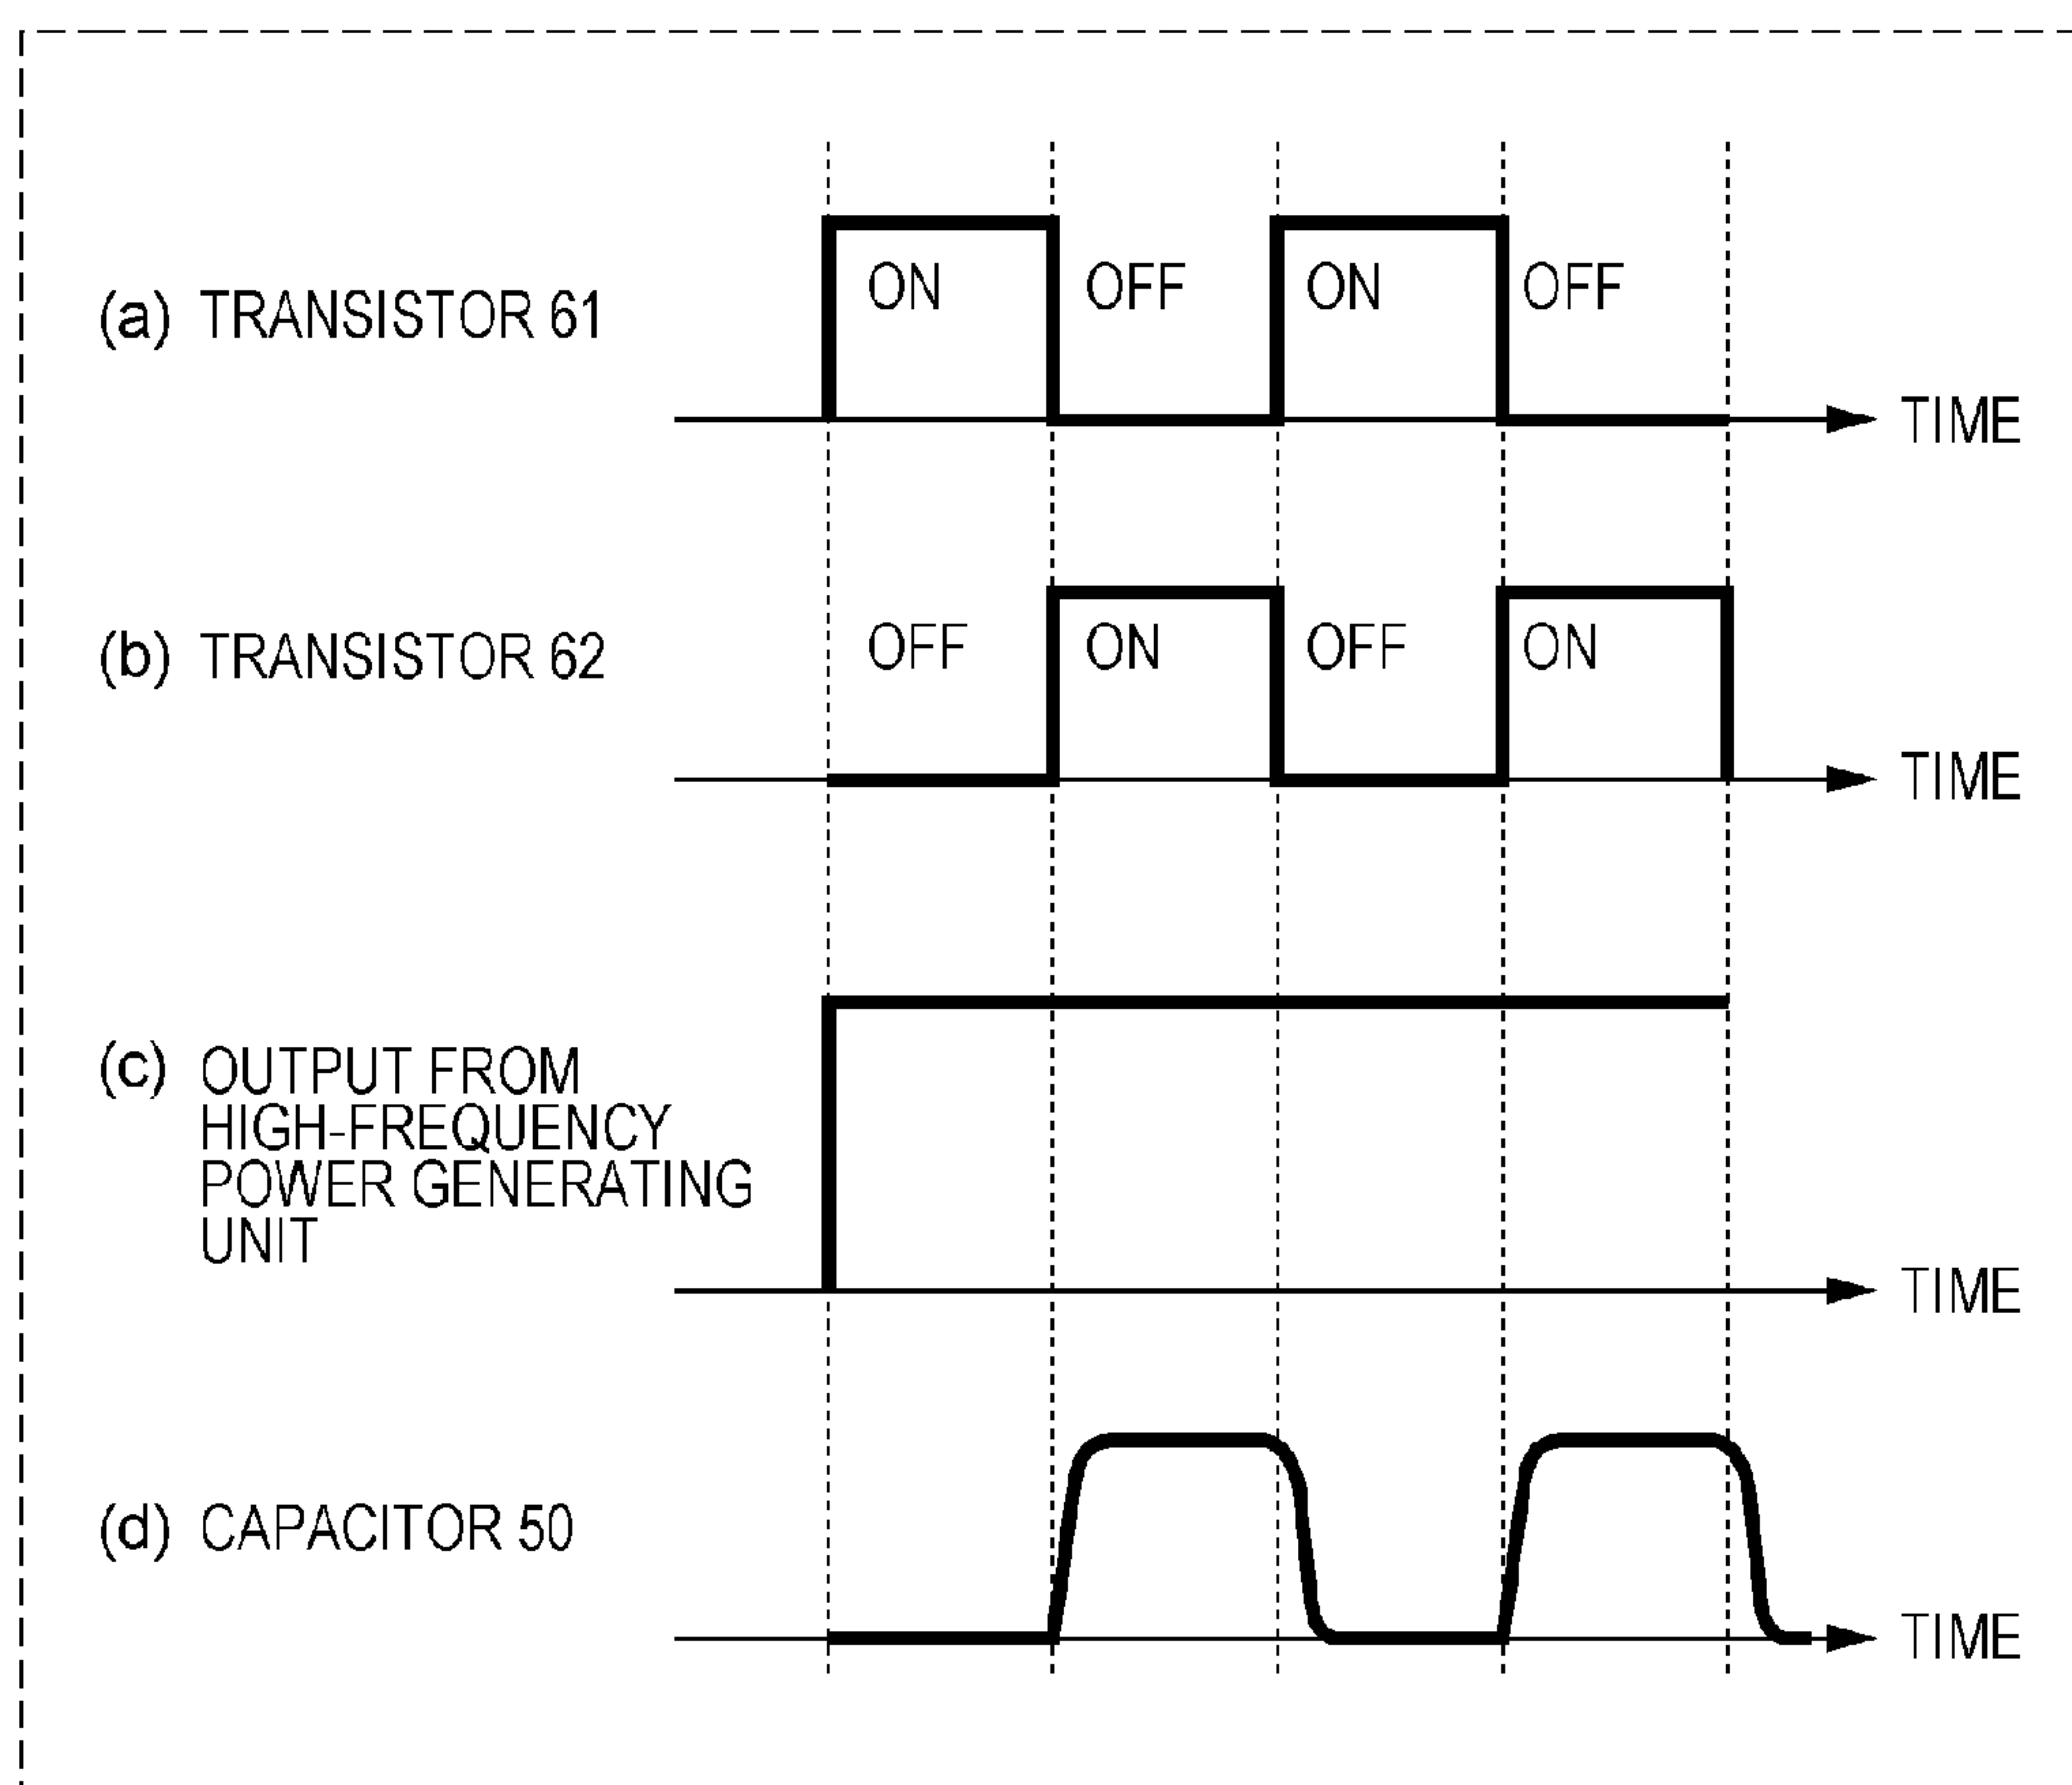 ON OFF ON OFF
(a) TRANSISTOR 61
TIME
OFF ON OFF ON
(b) TRANSISTOR 62
TIME
(c) OUTPUT FROM
HIGH-FREQUENCY
POWER GENERATING
UNIT
TIME
(d) CAPACITOR 50
TIME